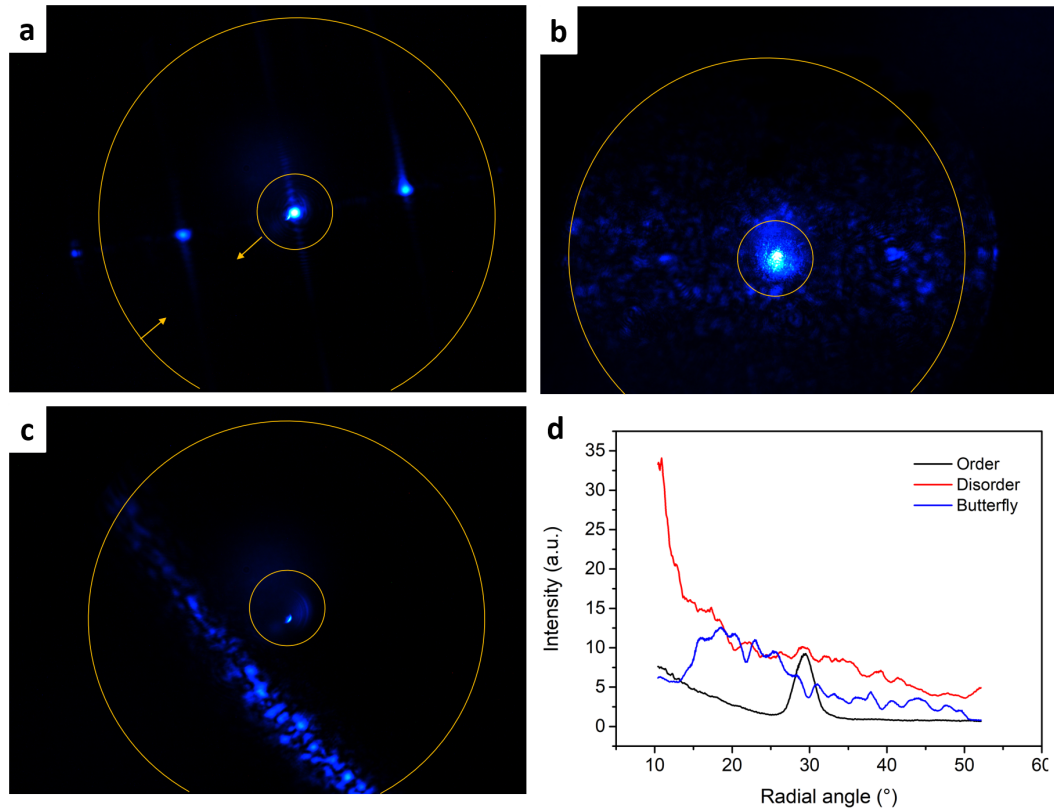 a
b
c
d
35
30
25
20
15
10
5
0
Intensity (a.u.)
Order
Disorder
Butterfly
10 20 30 40 50 60
Radial angle (°)